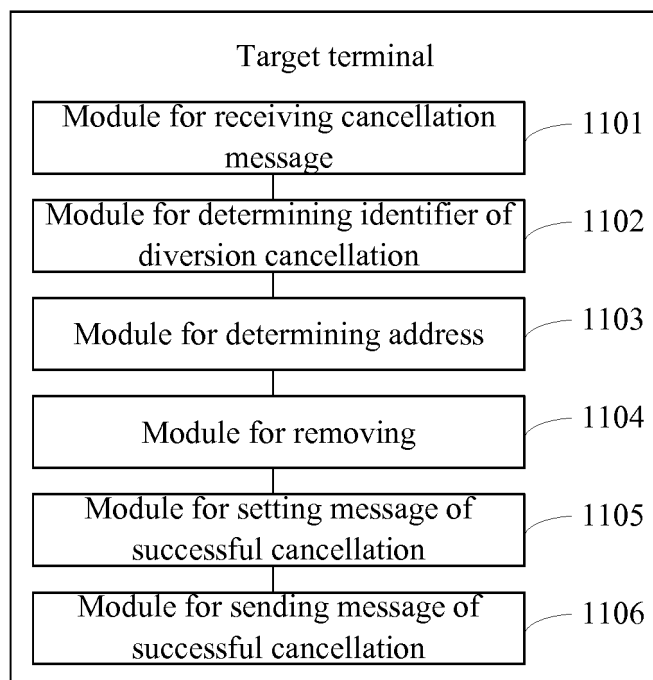 Target terminal
Module for receiving cancellation
message
1101
Module for determining identifier of
diversion cancellation
1102
Module for determining address
1103
Module for removing
1104
Module for setting message of
successful cancellation
1105
Module for sending message of
successful cancellation
1106